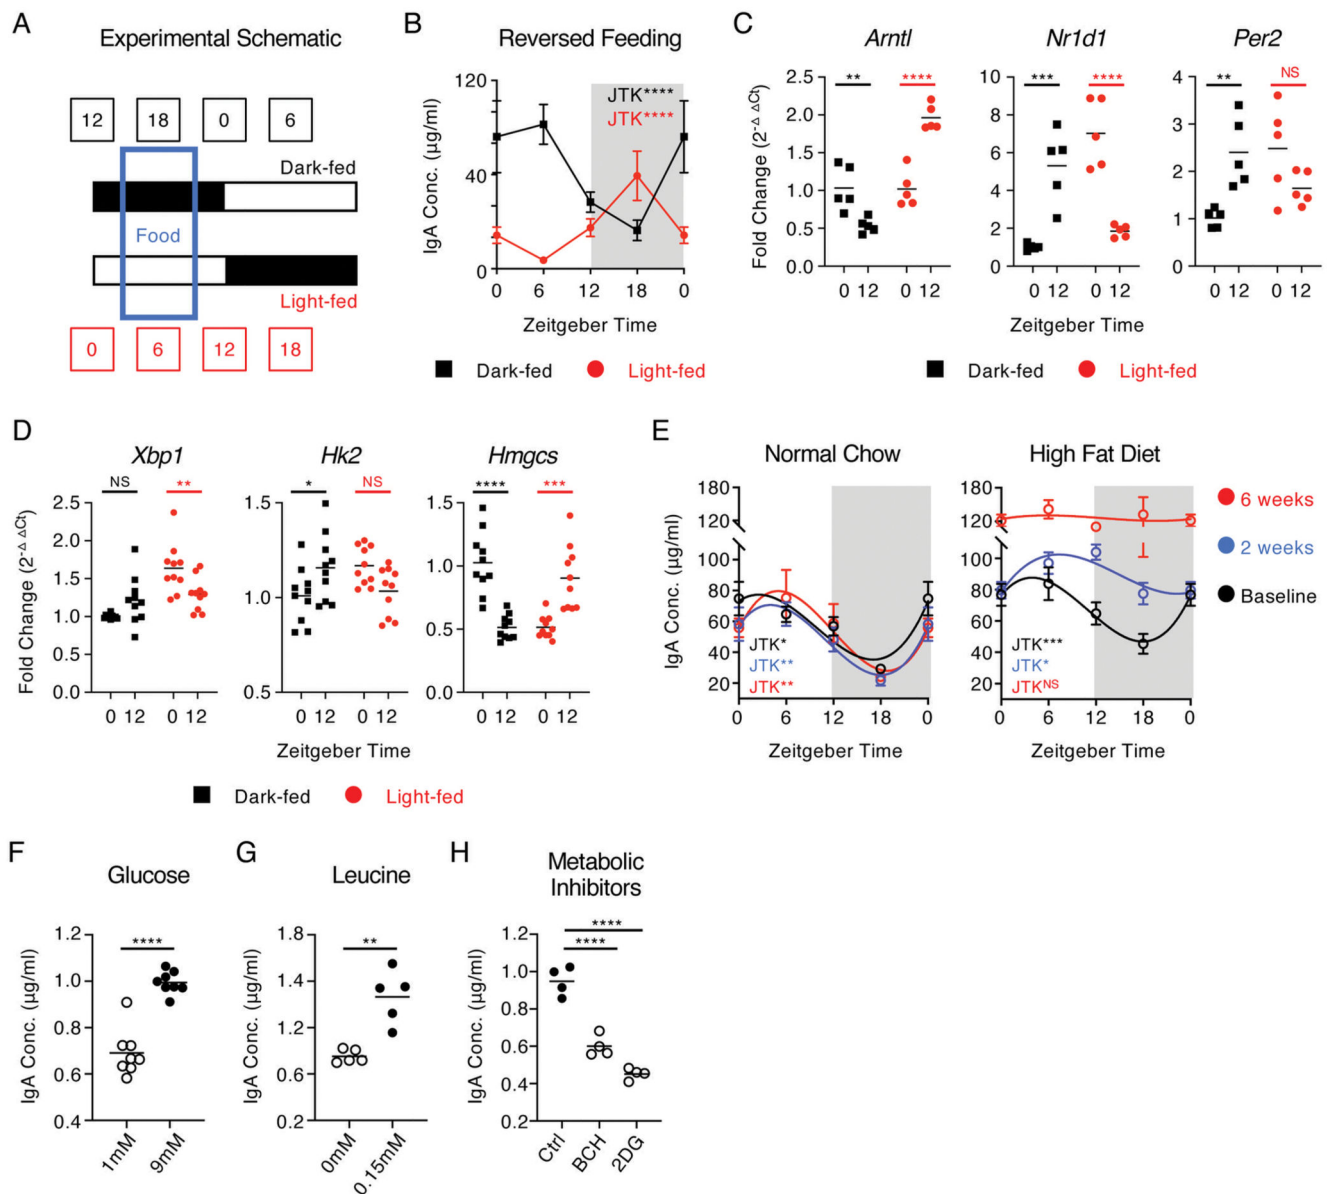 A
Experimental Schematic
12 18 0 6
Dark-fed
Food
Light-fed
0 6 12 18
B
Reversed Feeding
IgA Conc. (µg/ml)
120
40
0
JTK****
JTK****
0 6 12 18 0
Zeitgeber Time
Dark-fed Light-fed
C
Arntl Nr1d1 Per2
Fold Change (2-Δ ΔCt)
2.5
2.0
1.5
1.0
0.5
0.0
** ****
0 12 0 12
10
8
6
4
2
0
*** ****
0 12 0 12
4
3
2
1
0
** NS
0 12 0 12
Zeitgeber Time
Dark-fed Light-fed
D
Xbp1 Hk2 Hmgcs
Fold Change (2-Δ ΔCt)
2.5
2.0
1.5
1.0
0.5
0.0
NS **
0 12 0 12
1.5
1.0
0.5
* NS
0 12 0 12
1.5
1.0
0.5
0.0
**** ***
0 12 0 12
Zeitgeber Time
Dark-fed Light-fed
E
Normal Chow
IgA Conc. (µg/ml)
180
120
100
80
60
40
20
JTK*
JTK**
JTK**
0 6 12 18 0
Zeitgeber Time
High Fat Diet
180
120
100
80
60
40
20
JTK***
JTK*
JTKNS
0 6 12 18 0
Zeitgeber Time
6 weeks
2 weeks
Baseline
F
Glucose
IgA Conc. (µg/ml)
1.2
1.0
0.8
0.6
0.4
****
1mM 9mM
G
Leucine
IgA Conc. (µg/ml)
1.8
1.4
1.2
0.6
0.2
**
0mM 0.15mM
H
Metabolic
Inhibitors
IgA Conc. (µg/ml)
1.2
1.0
0.8
0.6
0.4
0.2
****
****
Ctrl BCH 2DG